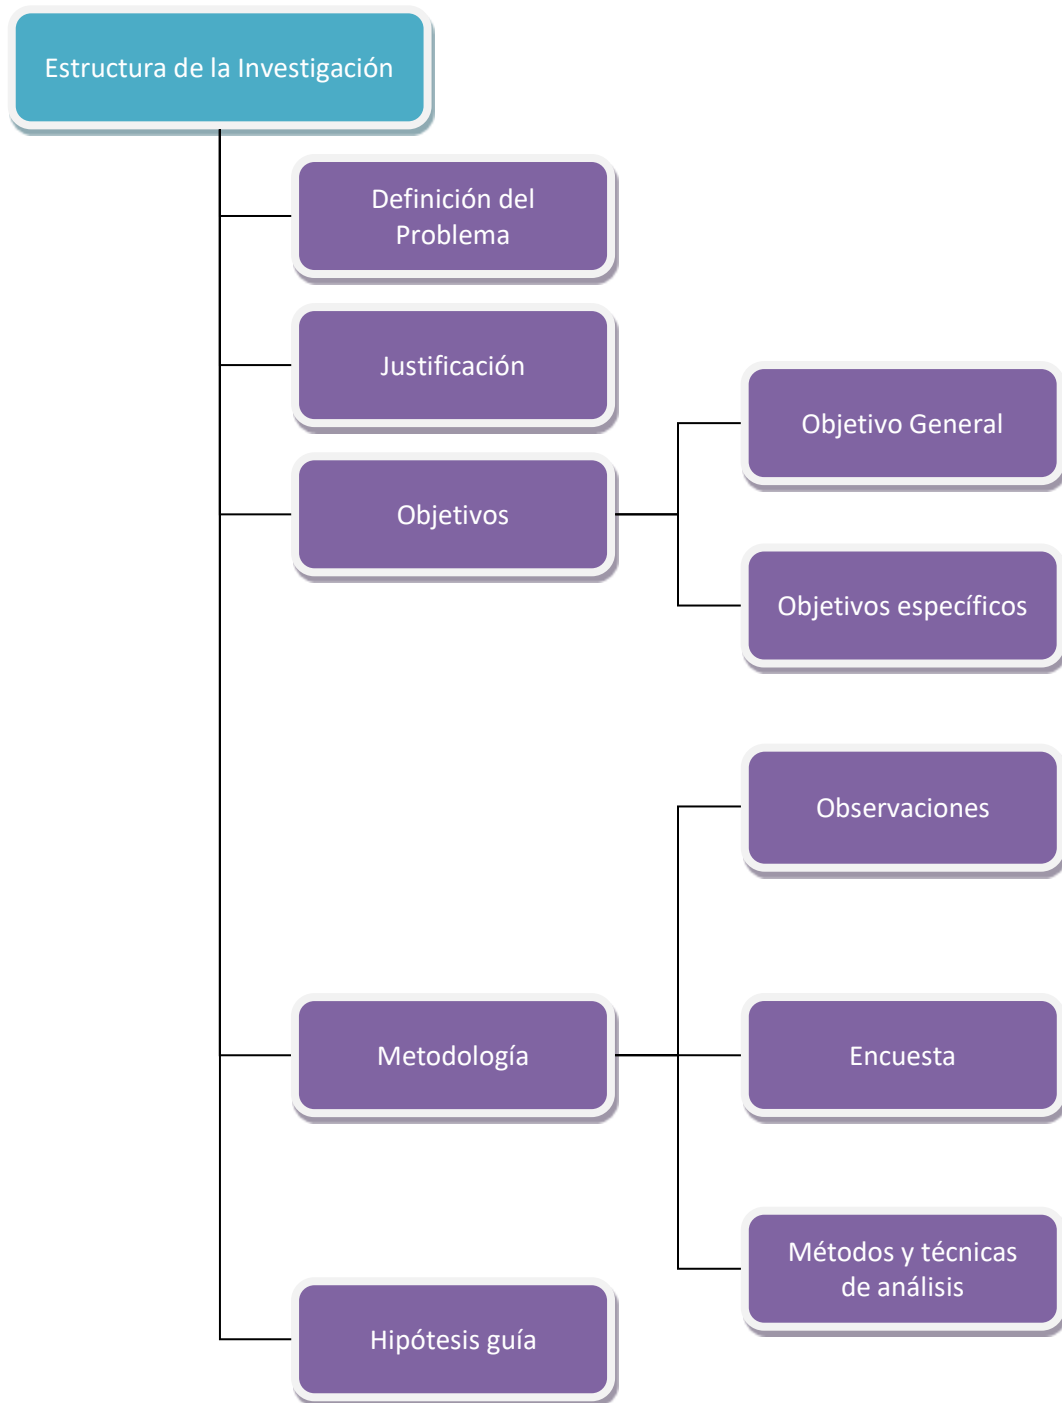 Estructura de la Investigación
Definición del
Problema
Justificación
Objetivo General
Objetivos
Objetivos específicos
Observaciones
Metodología
Encuesta
Métodos y técnicas
de análisis
Hipótesis guía